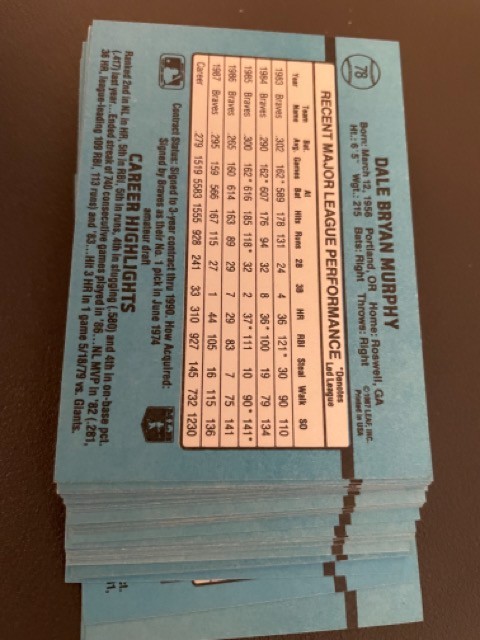 78
DALE BRYAN MURPHY
Born: March 12, 1956 Portland, OR Home: Roswell, GA
Ht.: 6' 5" Wgt.: 215 Bats: Right Throws: Right
©1987 LEAF, INC.
Printed in USA
RECENT MAJOR LEAGUE PERFORMANCE *Denotes Led League
Year Team Name Bat. Avg. Games At Bat Hits Runs 2B 3B HR RBI Steal Walk SO
1983 Braves .302 162* 589 178 131 24 4 36 121* 30 90 110
1984 Braves .290 162* 607 176 94 32 8 36* 100 19 79 134
1985 Braves .300 162* 616 185 118* 32 2 37* 111 10 90* 141*
1986 Braves .265 160 614 163 89 29 7 29 83 7 75 141
1987 Braves .295 159 566 167 115 27 1 44 105 16 115 136
Career .279 1519 5583 1555 928 241 33 310 927 145 732 1230
Contract Status: Signed to 3-year contract thru 1990. How Acquired:
Signed by Braves as their No. 1 pick in June 1974
amateur draft
MLB
CAREER HIGHLIGHTS
Ranked 2nd in NL in HR, 5th in RBI, 5th in runs, 4th in slugging (.580) and 4th in on-base pct.
(.417) last year...Ended streak of 740 consecutive games played in '86...NL MVP in '82 (.281,
36 HR, league-leading 109 RBI, 113 runs) and '83...Hit 3 HR in 1 game 5/18/79 vs. Giants.